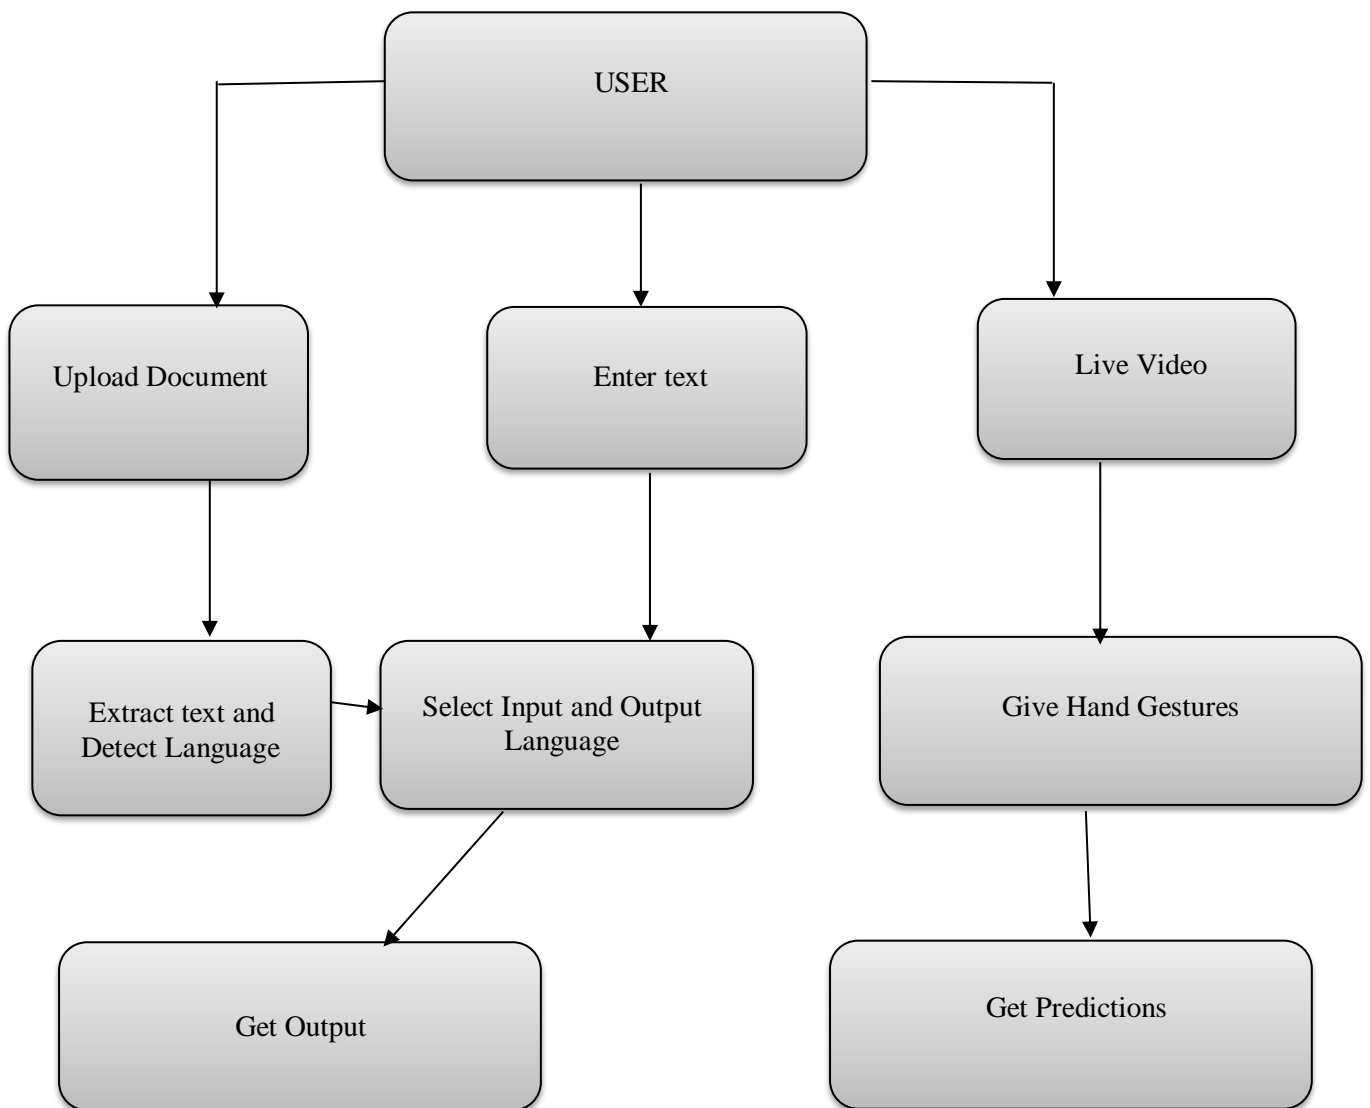 USER
Upload Document
Enter text
Live Video
Extract text and
Detect Language
Select Input and Output
Language
Give Hand Gestures
Get Output
Get Predictions